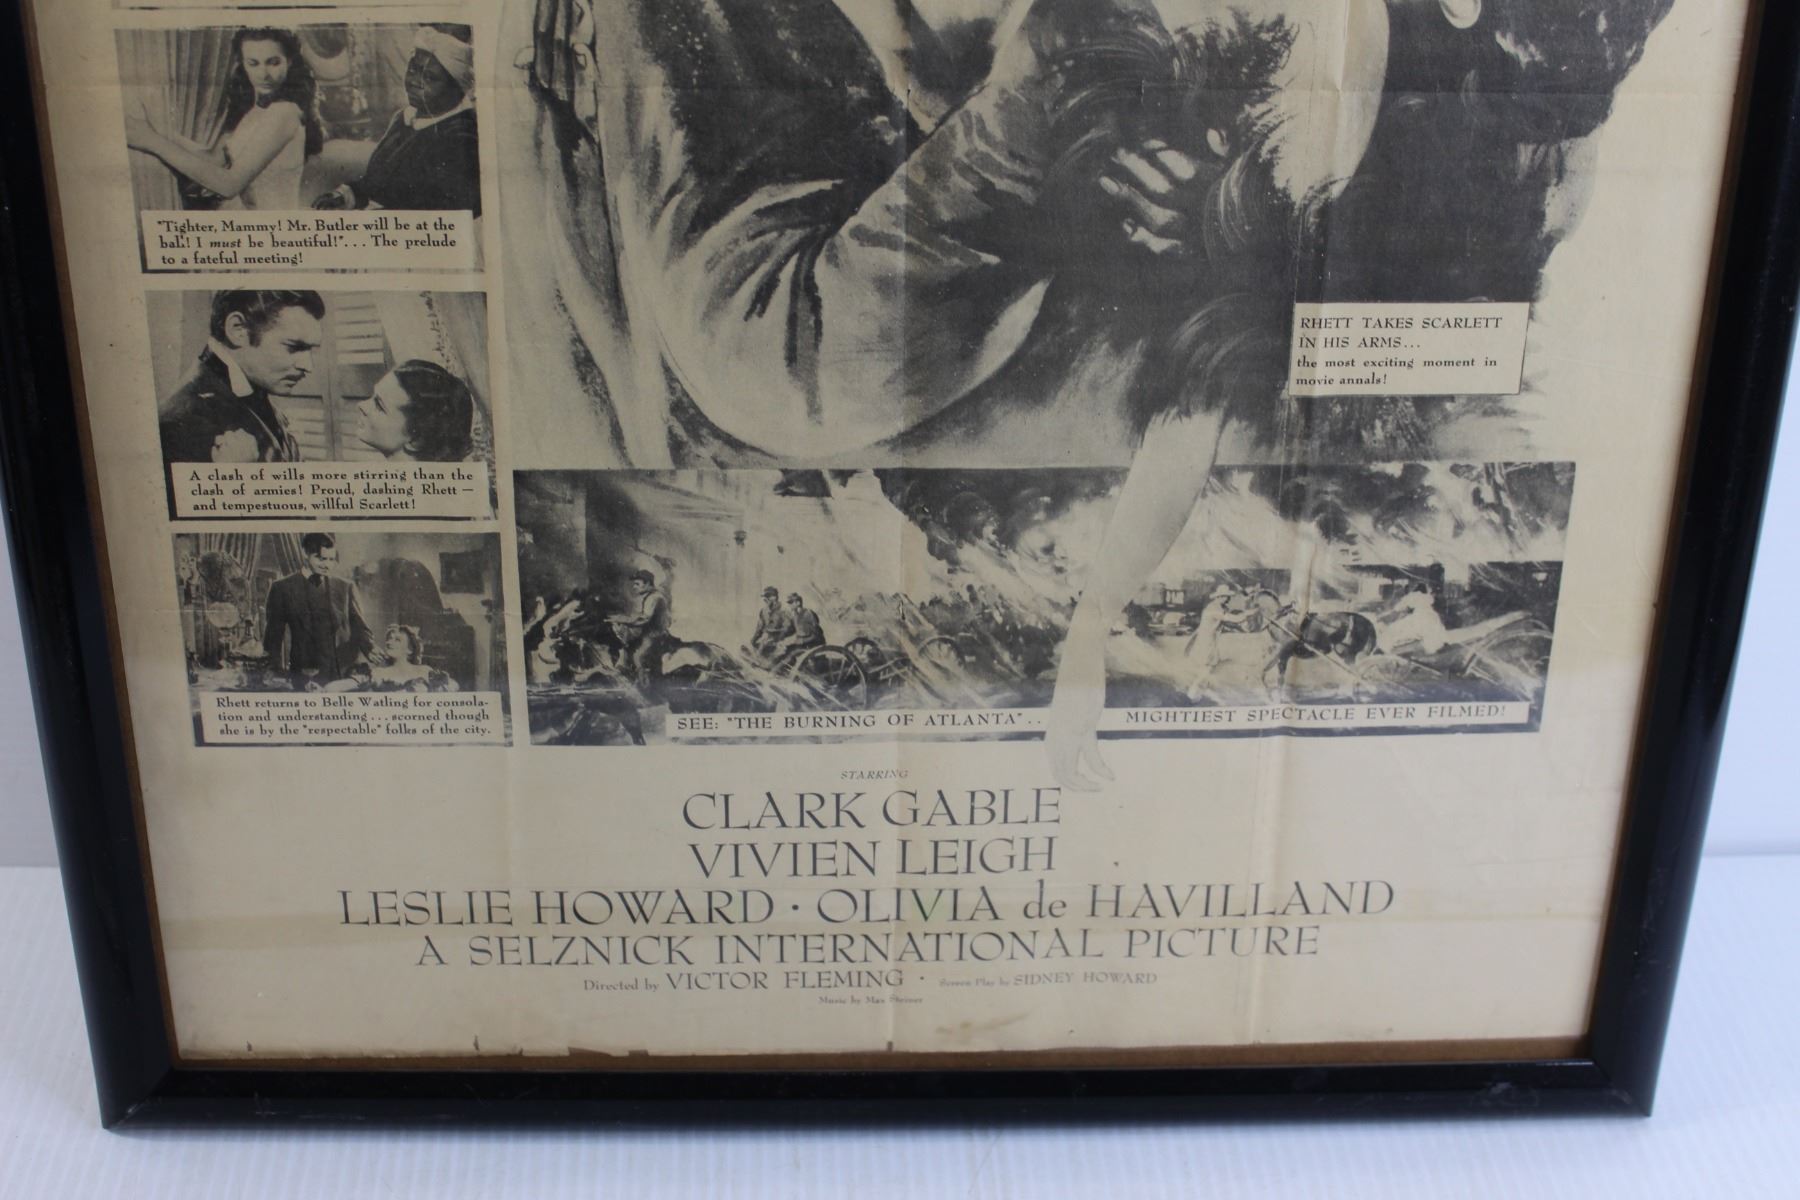 "Tighter, Mammy! Mr. Butler will be at the
ball! I must be beautiful!"... The prelude
to a fateful meeting!
A clash of wills more stirring than the
clash of armies! Proud, dashing Rhett —
and tempestuous, willful Scarlett!
Rhett returns to Belle Watling for consola-
tion and understanding ... scorned though
she is by the "respectable" folks of the city.
RHETT TAKES SCARLETT
IN HIS ARMS...
the most exciting moment in
movie annals!
SEE: "THE BURNING OF ATLANTA"... MIGHTIEST SPECTACLE EVER FILMED!
STARRING
CLARK GABLE
VIVIEN LEIGH
LESLIE HOWARD · OLIVIA de HAVILLAND
A SELZNICK INTERNATIONAL PICTURE
Directed by VICTOR FLEMING · Screen Play by SIDNEY HOWARD
Music by Max Steiner